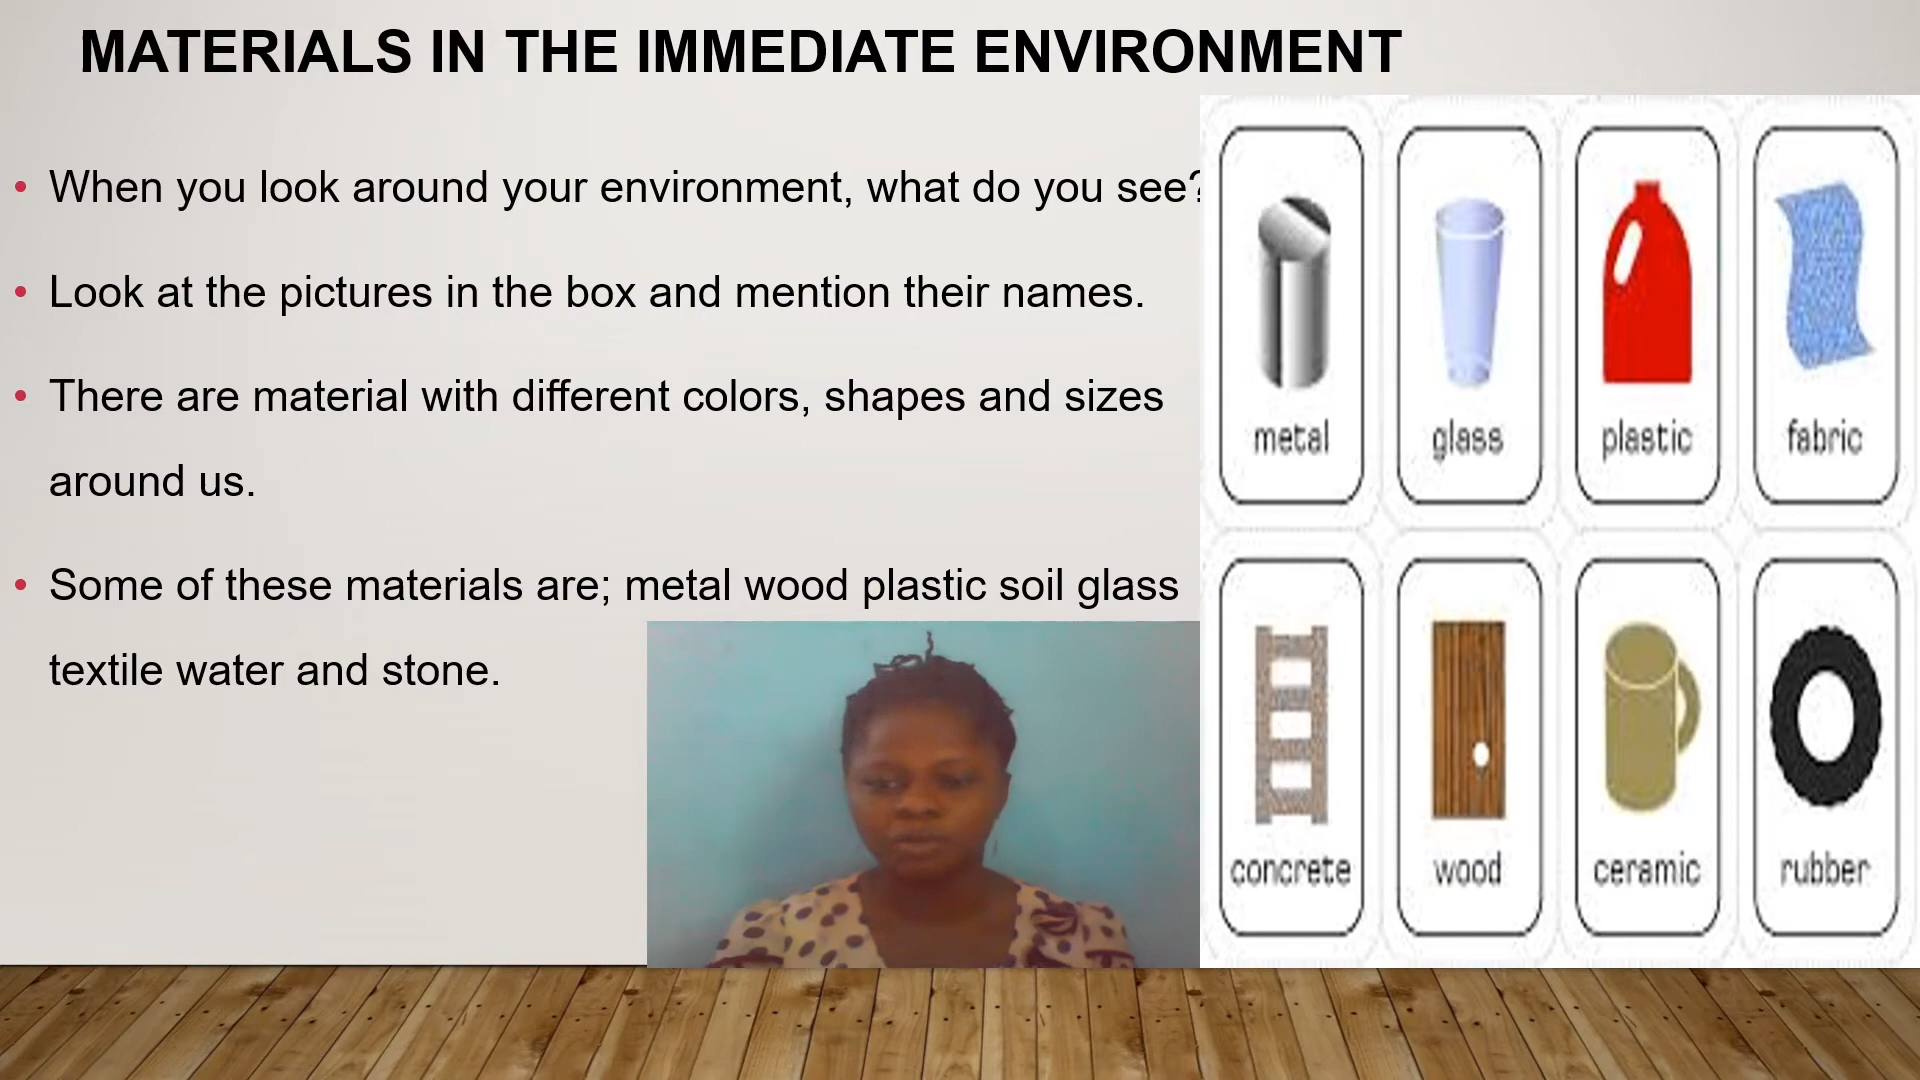 MATERIALS IN THE IMMEDIATE ENVIRONMENT
• When you look around your environment, what do you see?
• Look at the pictures in the box and mention their names.
• There are material with different colors, shapes and sizes
around us.
• Some of these materials are; metal wood plastic soil glass
textile water and stone.
metal glass plastic fabric
concrete wood ceramic rubber